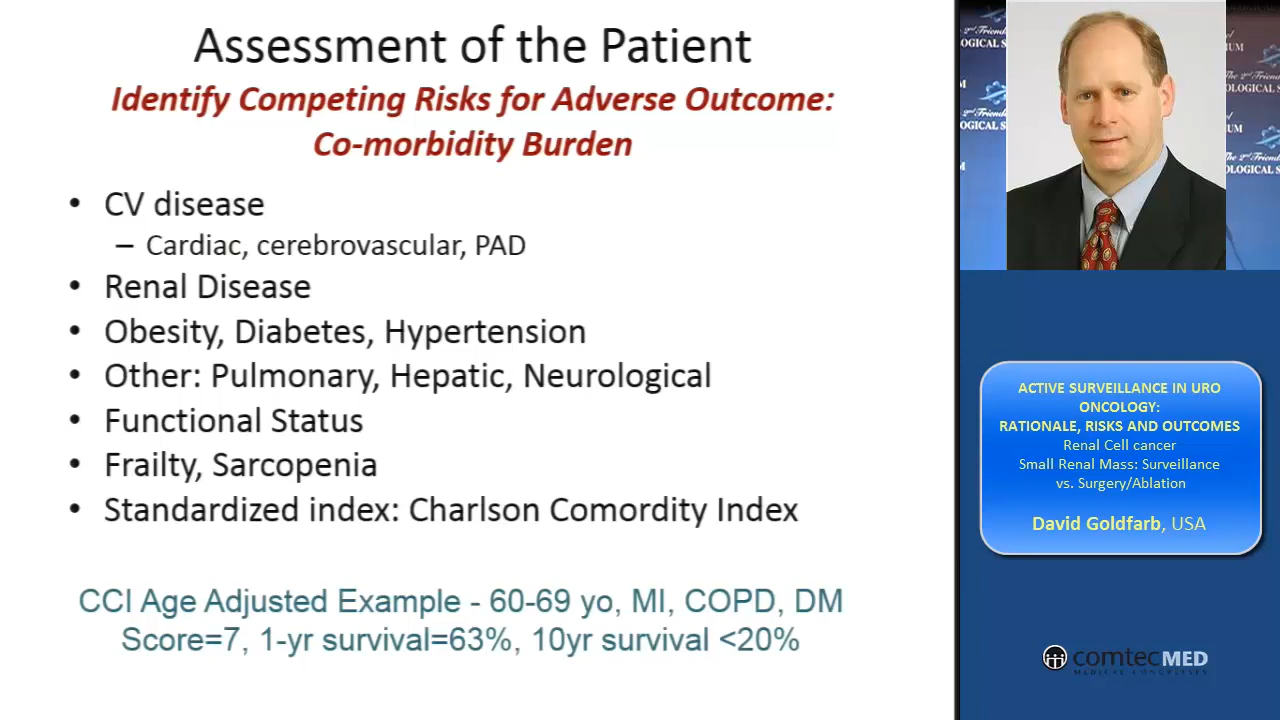 Assessment of the Patient
Identify Competing Risks for Adverse Outcome:
Co-morbidity Burden
• CV disease
– Cardiac, cerebrovascular, PAD
• Renal Disease
• Obesity, Diabetes, Hypertension
• Other: Pulmonary, Hepatic, Neurological
• Functional Status
• Frailty, Sarcopenia
• Standardized index: Charlson Comordity Index
CCI Age Adjusted Example - 60-69 yo, MI, COPD, DM
Score=7, 1-yr survival=63%, 10yr survival <20%
ACTIVE SURVEILLANCE IN URO
ONCOLOGY:
RATIONALE, RISKS AND OUTCOMES
Renal Cell cancer
Small Renal Mass: Surveillance
vs. Surgery/Ablation
David Goldfarb, USA
comtecMED
MEDICAL CONGRESSES